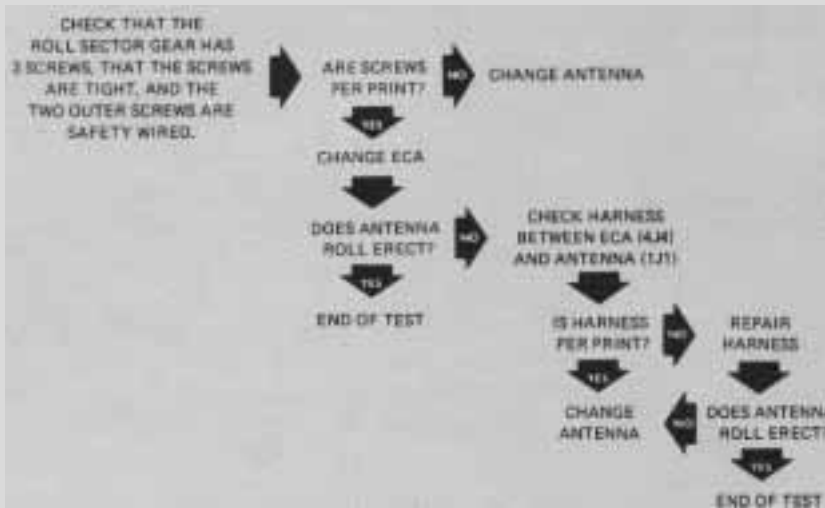 CHECK THAT THE
ROLL SECTOR GEAR HAS
3 SCREWS, THAT THE SCREWS
ARE TIGHT, AND THE
TWO OUTER SCREWS ARE
SAFETY WIRED.
ARE SCREWS
PER PRINT?
NO
CHANGE ANTENNA
YES
CHANGE ECA
DOES ANTENNA
ROLL ERECT?
NO
CHECK HARNESS
BETWEEN ECA (4J4)
AND ANTENNA (1J1)
YES
END OF TEST
IS HARNESS
PER PRINT?
NO
REPAIR
HARNESS
YES
CHANGE
ANTENNA
NO
DOES ANTENNA
ROLL ERECT?
YES
END OF TEST